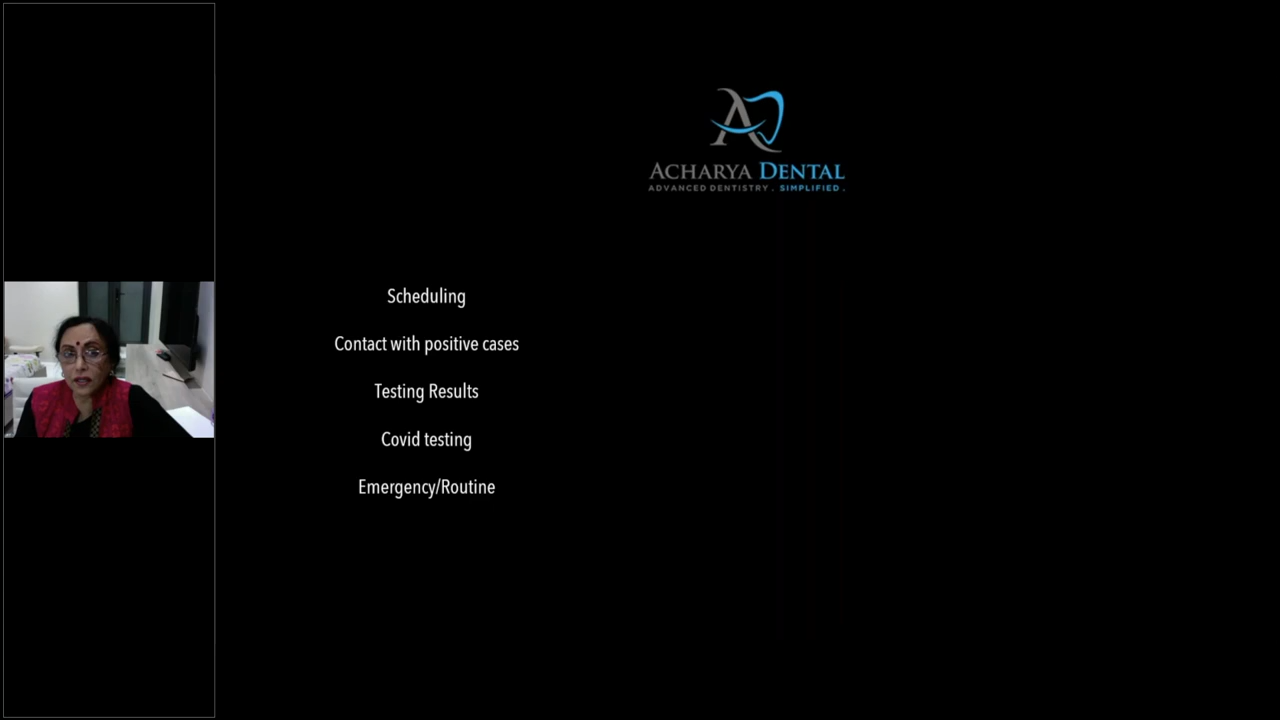 ACHARYA DENTAL
ADVANCED DENTISTRY . SIMPLIFIED .
Scheduling
Contact with positive cases
Testing Results
Covid testing
Emergency/Routine